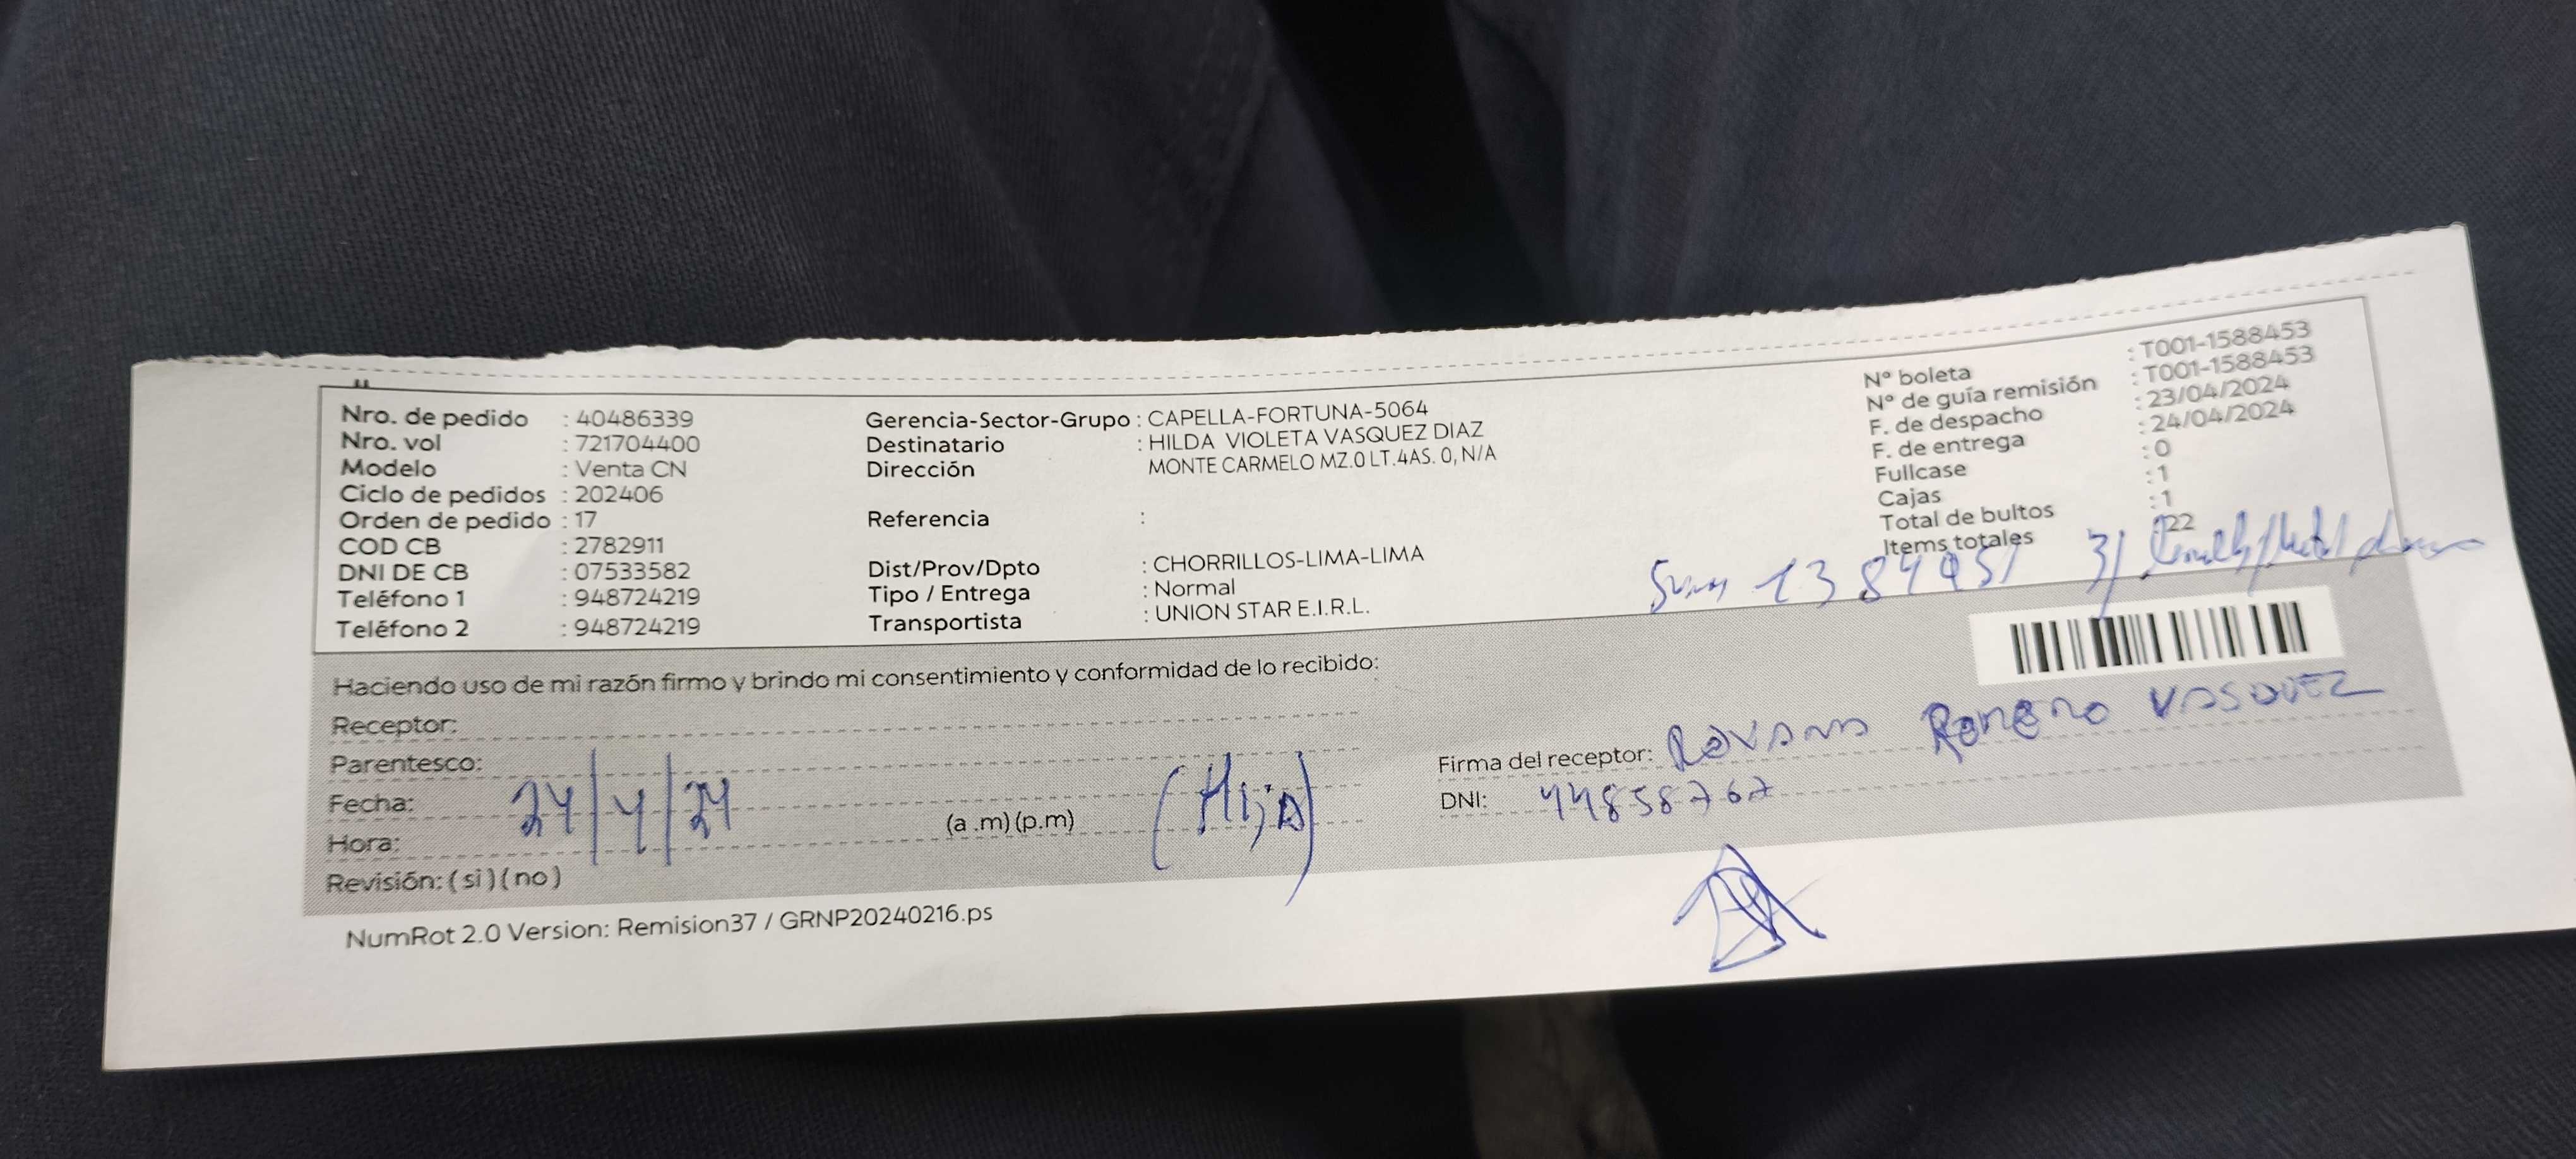 Nro. de pedido : 40486339
Nro. vol : 721704400
Modelo : Venta CN
Ciclo de pedidos : 202406
Orden de pedido : 17
COD CB : 2782911
DNI DE CB : 07533582
Teléfono 1 : 948724219
Teléfono 2 : 948724219
Gerencia-Sector-Grupo : CAPELLA-FORTUNA-5064
Destinatario : HILDA VIOLETA VASQUEZ DIAZ
Dirección MONTE CARMELO MZ.0 LT.4AS. 0, N/A
Referencia :
Dist/Prov/Dpto : CHORRILLOS-LIMA-LIMA
Tipo / Entrega : Normal
Transportista : UNION STAR E.I.R.L.
N° boleta : T001-1588453
N° de guía remisión : T001-1588453
F. de despacho : 23/04/2024
F. de entrega : 24/04/2024
Fullcase : 0
Cajas : 1
Total de bultos : 1
Items totales : 22
Haciendo uso de mi razón firmo y brindo mi consentimiento y conformidad de lo recibido:
Receptor:
Parentesco:
Fecha: 24/4/24
Hora: (a .m) (p.m)
(Hija)
Revisión: (si) (no)
Firma del receptor: ROMERO VASQUEZ
DNI: 44858767
NumRot 2.0 Version: Remision37 / GRNP20240216.ps